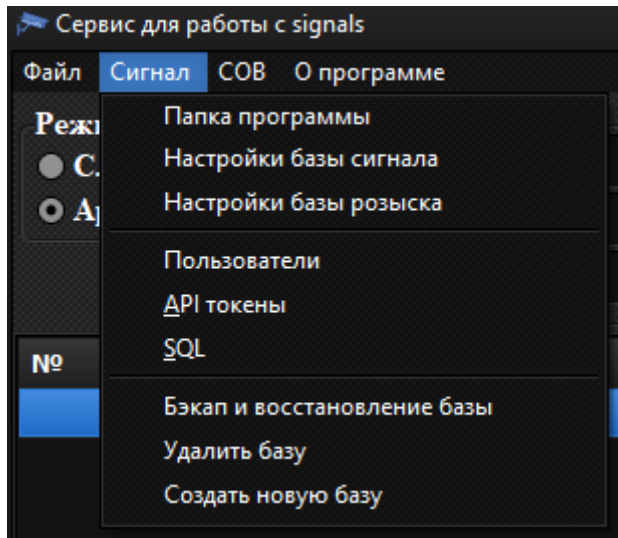 Сервис для работы с signals
Файл Сигнал СОВ О программе
Папка программы
Настройки базы сигнала
Настройки базы розыска
Пользователи
API токены
SQL
№
Бэкап и восстановление базы
Удалить базу
Создать новую базу